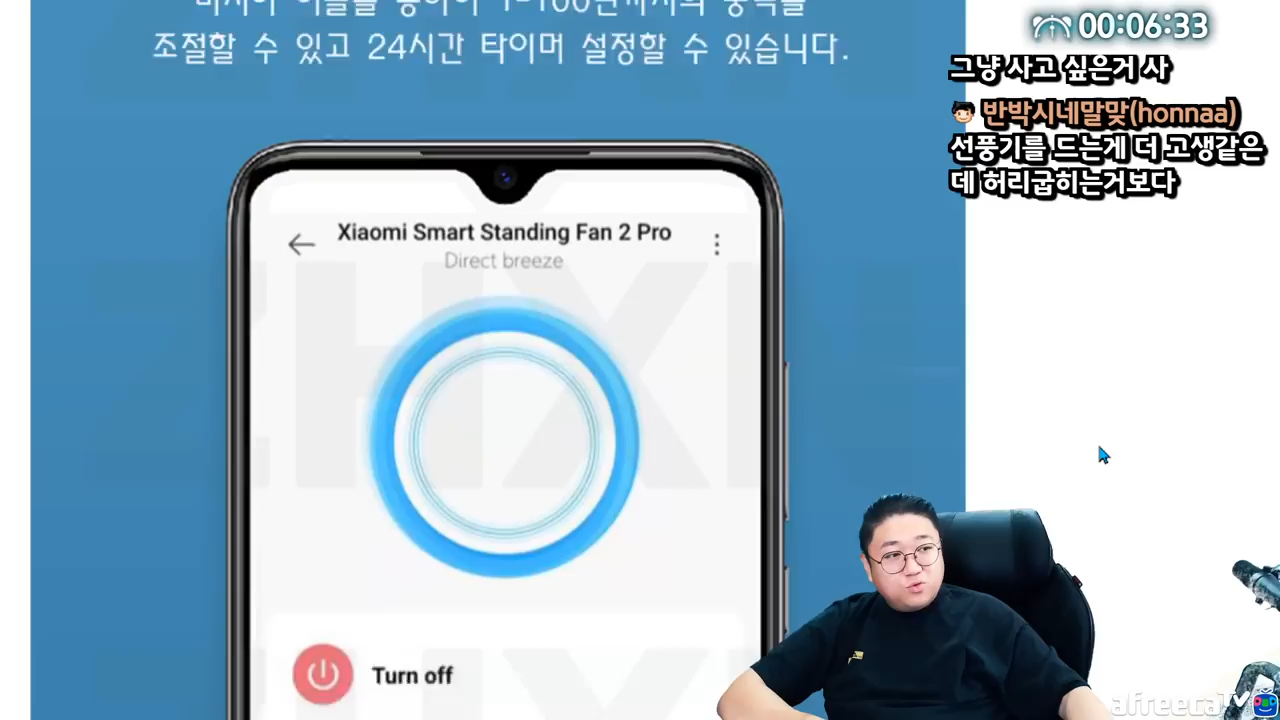 조절할 수 있고 24시간 타이머 설정할 수 있습니다.
00:06:33
그냥 사고 싶은거 사
반박시네말맞(honnaa)
선풍기를 드는게 더 고생같은
데 허리굽히는거보다
Xiaomi Smart Standing Fan 2 Pro
Direct breeze
Turn off
afreecaTV